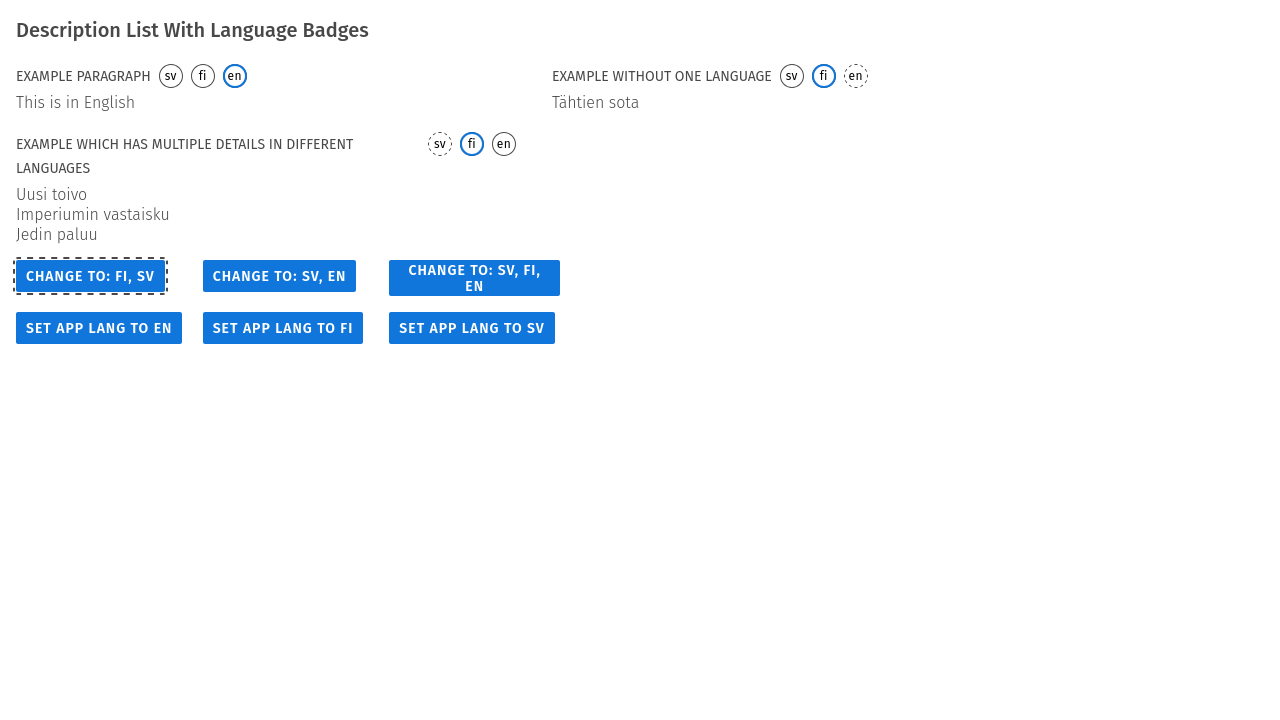 Description List With Language Badges
EXAMPLE PARAGRAPH sv fi en
This is in English
EXAMPLE WITHOUT ONE LANGUAGE sv fi en
Tähtien sota
EXAMPLE WHICH HAS MULTIPLE DETAILS IN DIFFERENT sv fi en
LANGUAGES
Uusi toivo
Imperiumin vastaisku
Jedin paluu
CHANGE TO: FI, SV
CHANGE TO: SV, EN
CHANGE TO: SV, FI,
EN
SET APP LANG TO EN
SET APP LANG TO FI
SET APP LANG TO SV